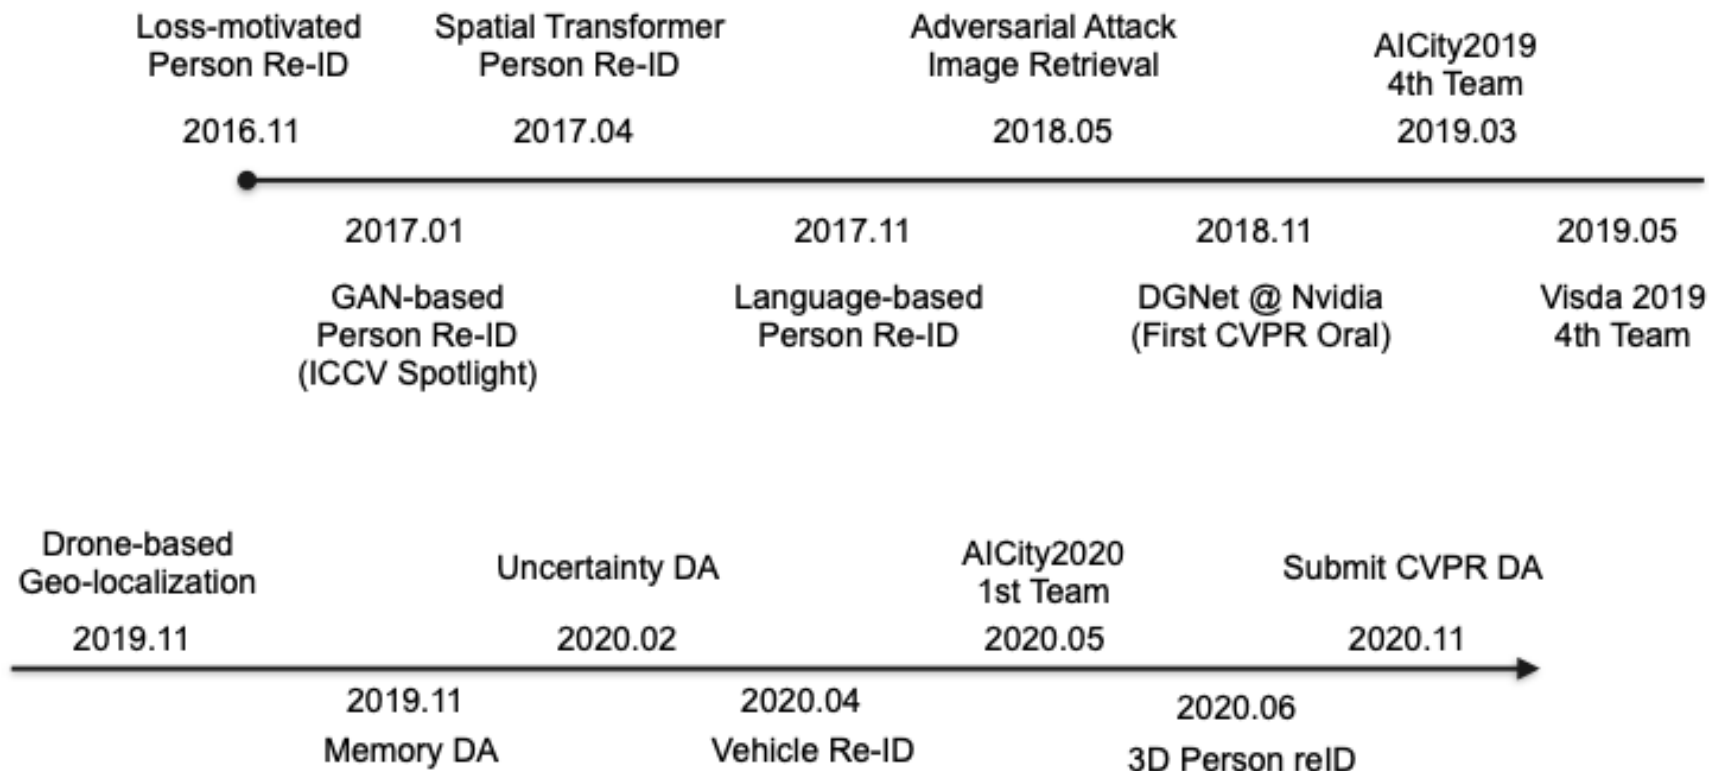 Loss-motivated
Person Re-ID
2016.11
Spatial Transformer
Person Re-ID
2017.04
Adversarial Attack
Image Retrieval
2018.05
AICity2019
4th Team
2019.03
2017.01
GAN-based
Person Re-ID
(ICCV Spotlight)
2017.11
Language-based
Person Re-ID
2018.11
DGNet @ Nvidia
(First CVPR Oral)
2019.05
Visda 2019
4th Team
Drone-based
Geo-localization
2019.11
Uncertainty DA
2020.02
AICity2020
1st Team
2020.05
Submit CVPR DA
2020.11
2019.11
Memory DA
2020.04
Vehicle Re-ID
2020.06
3D Person reID